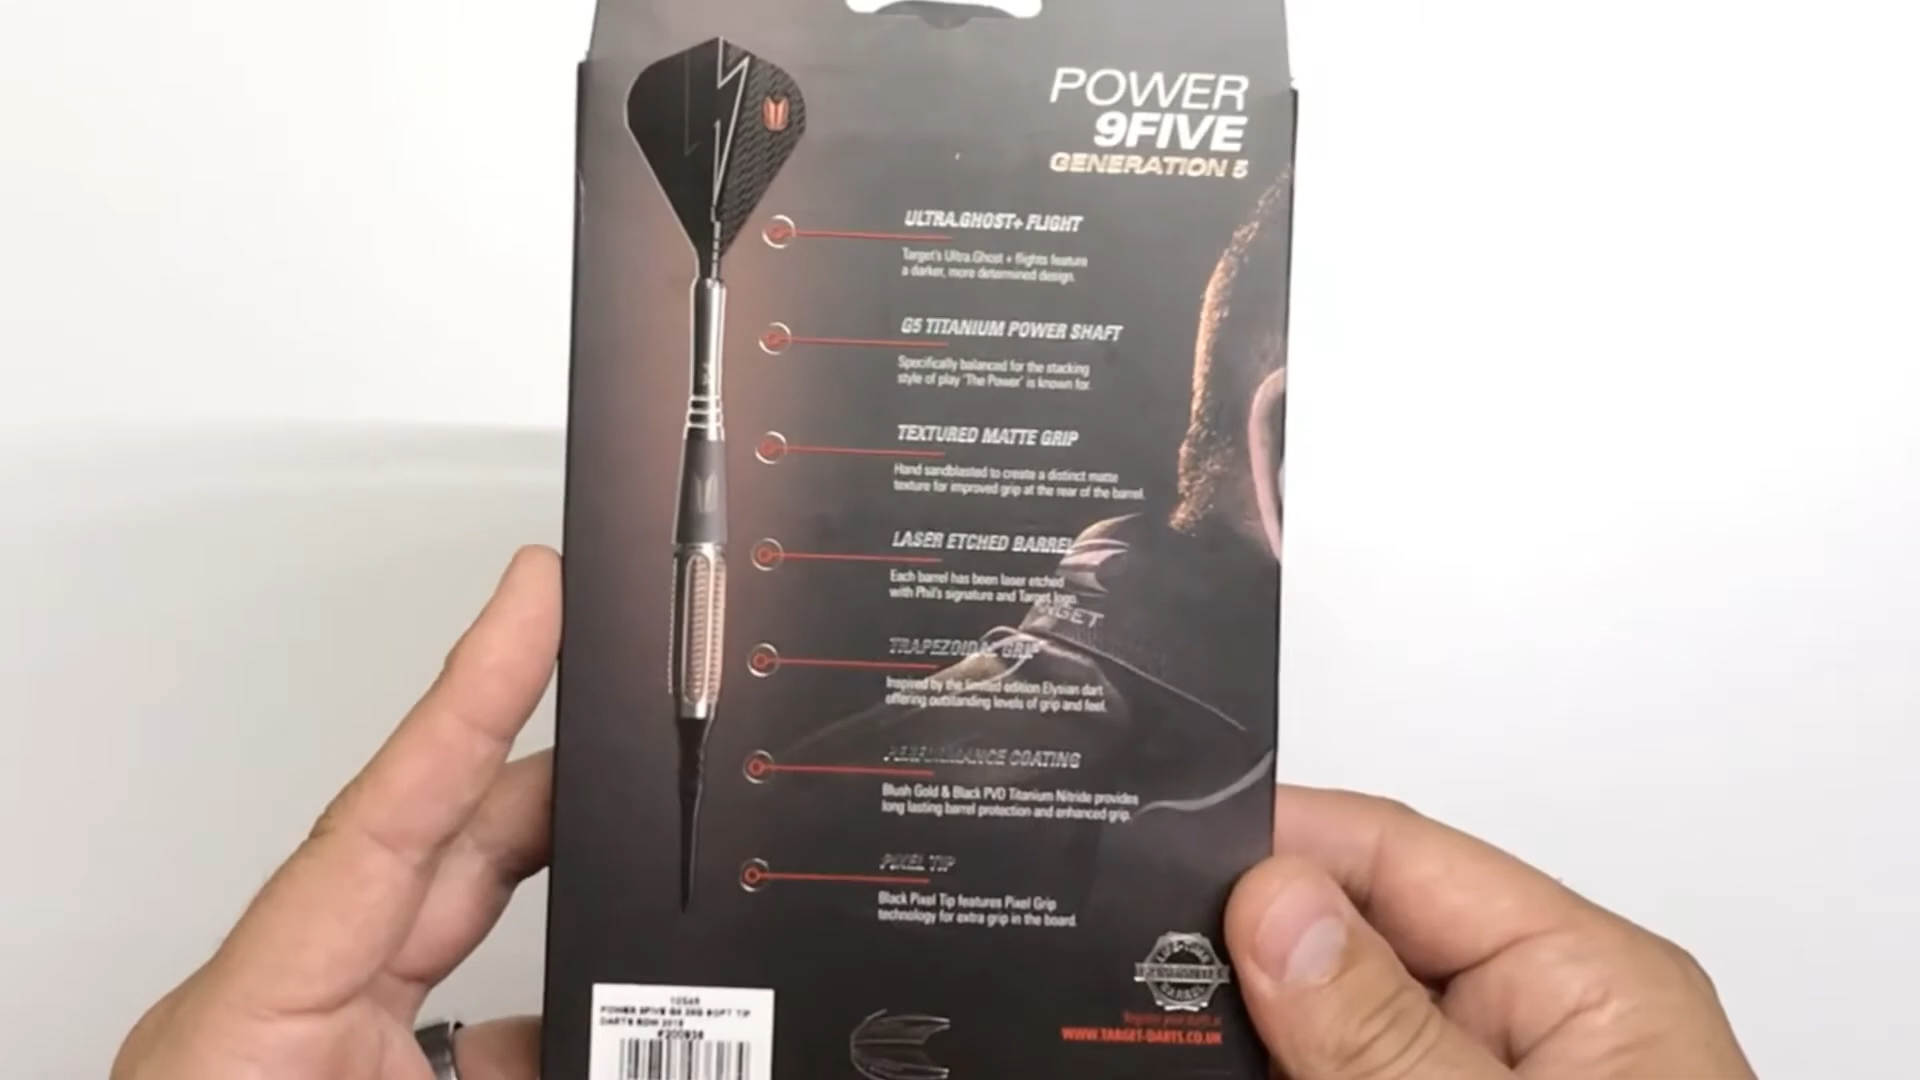 POWER
9FIVE
GENERATION 5
ULTRA.GHOST+ FLIGHT
Target's Ultra.Ghost + flights feature
a darker, more determined design.
G5 TITANIUM POWER SHAFT
Specifically balanced for the stacking
style of play 'The Power' is known for.
TEXTURED MATTE GRIP
Hand sandblasted to create a distinct matte
texture for improved grip at the rear of the barrel.
LASER ETCHED BARREL
Each barrel has been laser etched
with Phil's signature and Target logo.
TRAPEZOIDAL GRIP
Inspired by the limited edition Elysian dart
offering outstanding levels of grip and feel.
PERFORMANCE COATING
Blush Gold & Black PVD Titanium Nitride provides
long lasting barrel protection and enhanced grip.
PIXEL TIP
Black Pixel Tip features Pixel Grip
technology for extra grip in the board.
POWER 9FIVE G5 20G SOFT TIP
WWW.TARGET-DARTS.CO.UK